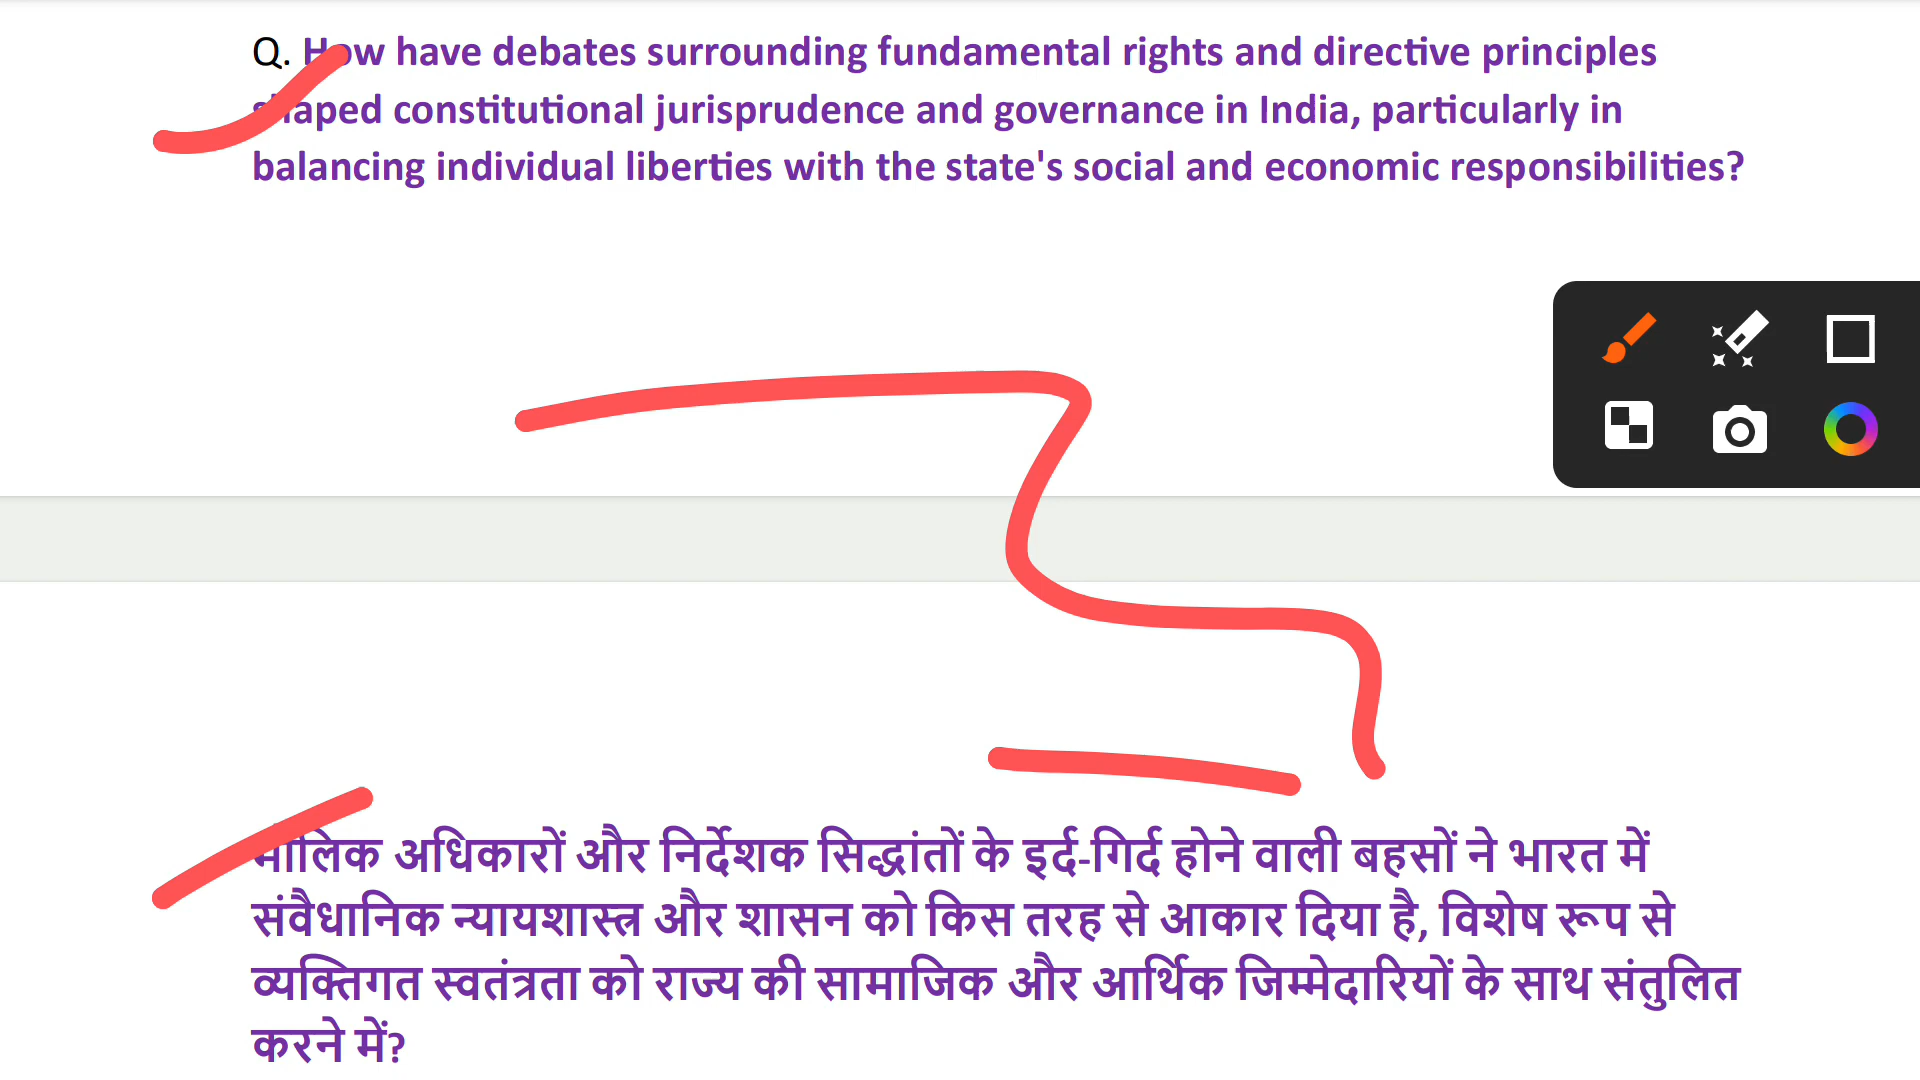 Q. How have debates surrounding fundamental rights and directive principles
shaped constitutional jurisprudence and governance in India, particularly in
balancing individual liberties with the state's social and economic responsibilities?
मौलिक अधिकारों और निर्देशक सिद्धांतों के इर्द-गिर्द होने वाली बहसों ने भारत में
संवैधानिक न्यायशास्त्र और शासन को किस तरह से आकार दिया है, विशेष रूप से
व्यक्तिगत स्वतंत्रता को राज्य की सामाजिक और आर्थिक जिम्मेदारियों के साथ संतुलित
करने में?